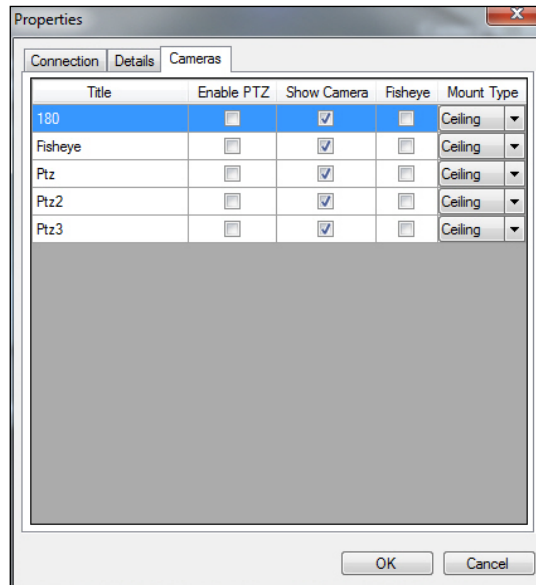 Properties
Connection Details Cameras
Title Enable PTZ Show Camera Fisheye Mount Type
180 Ceiling
Fisheye Ceiling
Ptz Ceiling
Ptz2 Ceiling
Ptz3 Ceiling
OK Cancel